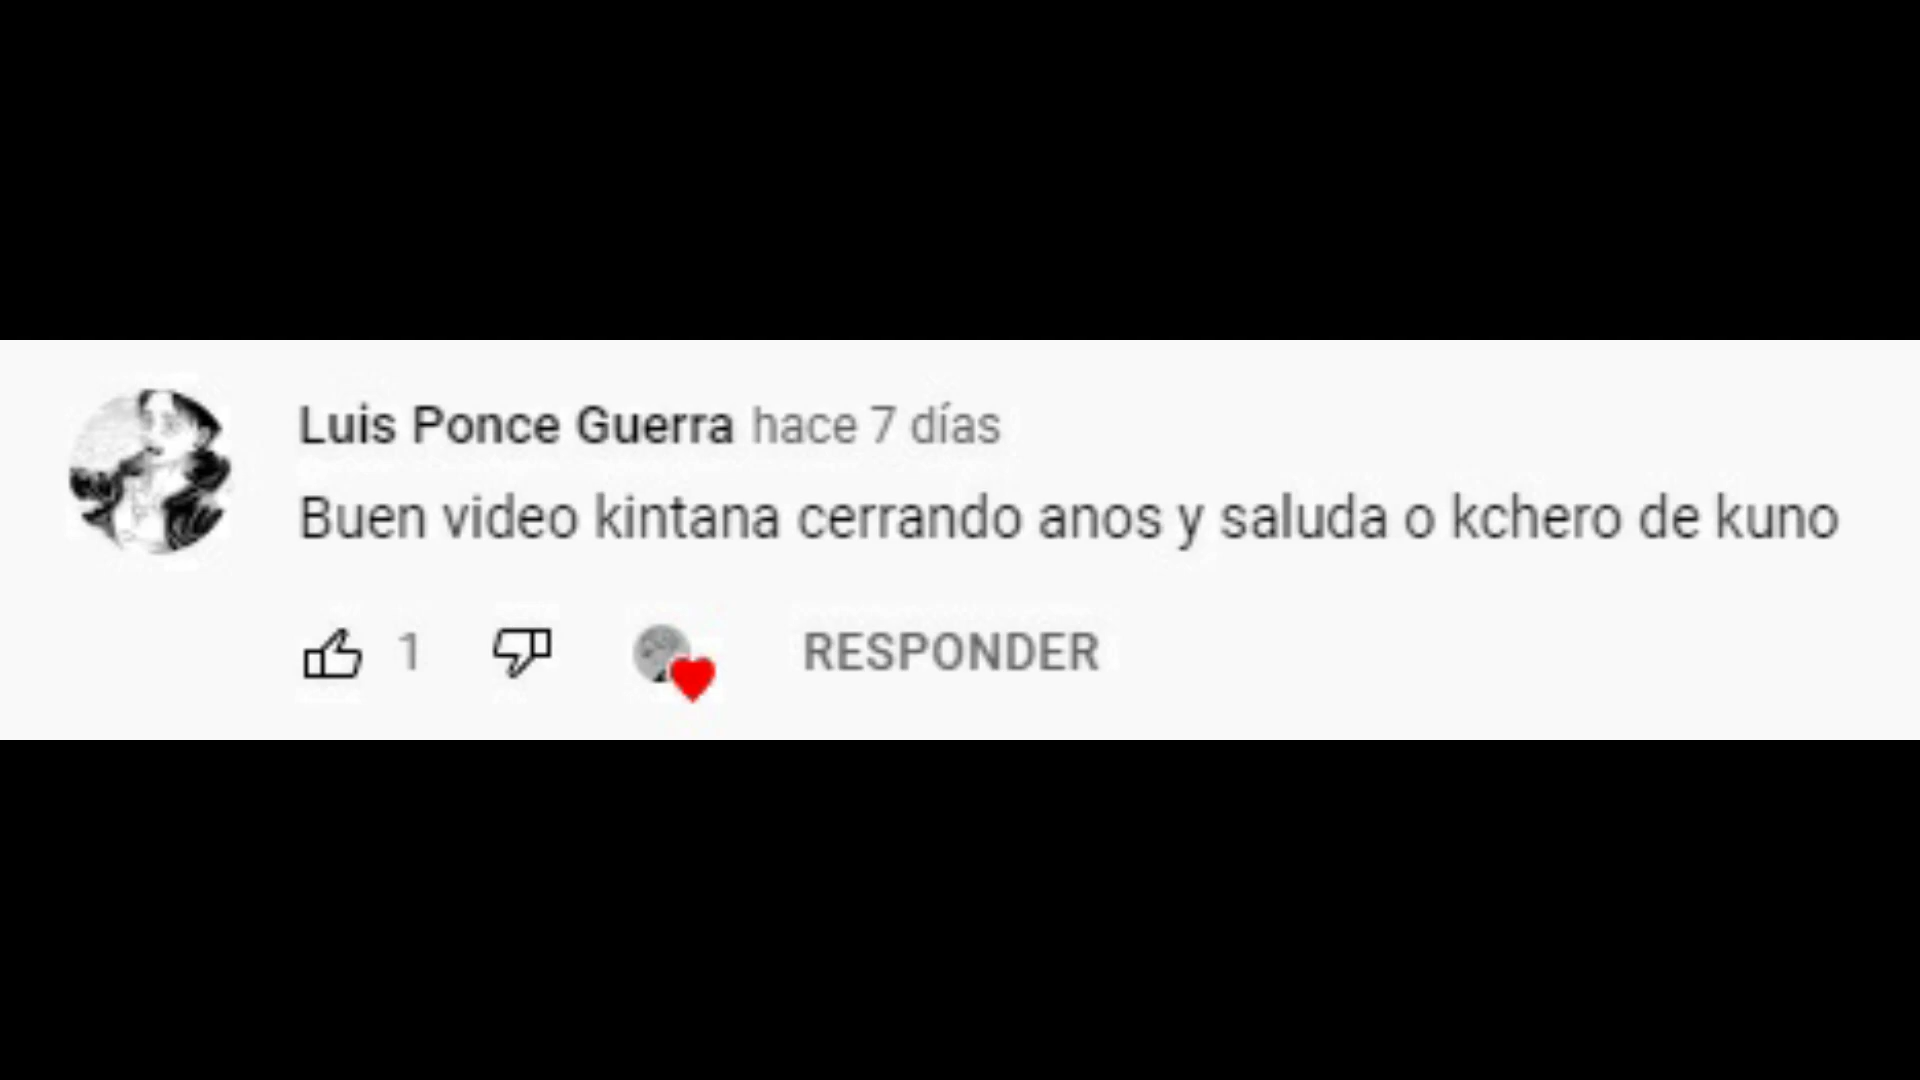 Luis Ponce Guerra hace 7 días
Buen video kintana cerrando anos y saluda o kchero de kuno
1 RESPONDER